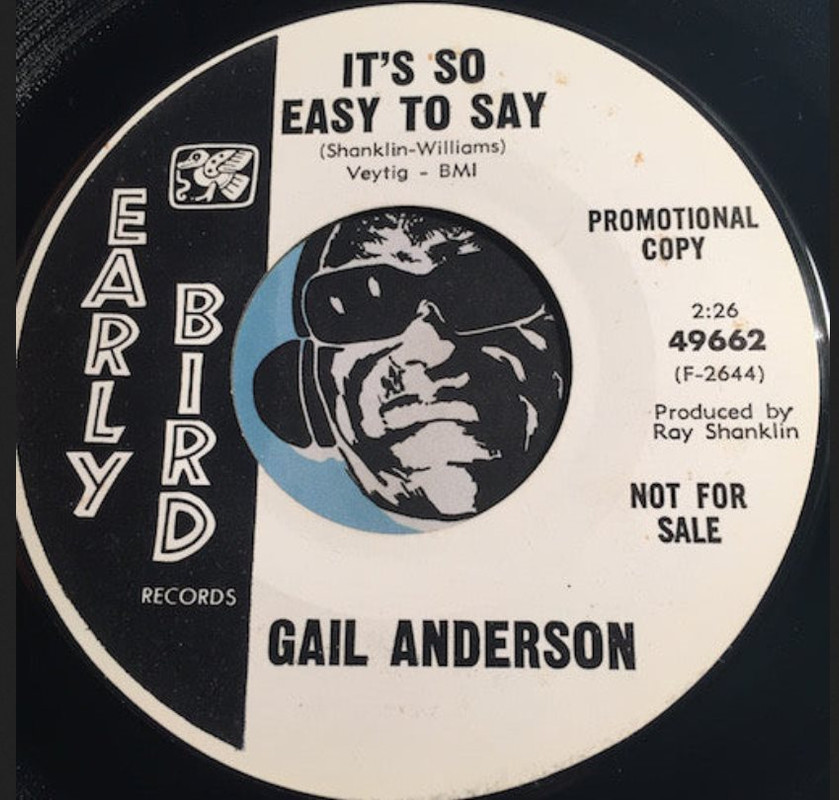 IT'S SO
EASY TO SAY
(Shanklin-Williams)
Veytig - BMI
EARLY
BIRD
RECORDS
PROMOTIONAL
COPY
2:26
49662
(F-2644)
Produced by
Ray Shanklin
NOT FOR
SALE
GAIL ANDERSON